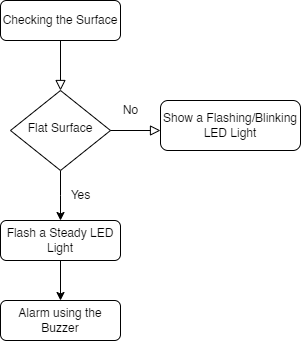 Checking the Surface
No
Show a Flashing/Blinking
LED Light
Flat Surface
Yes
Flash a Steady LED
Light
Alarm using the
Buzzer